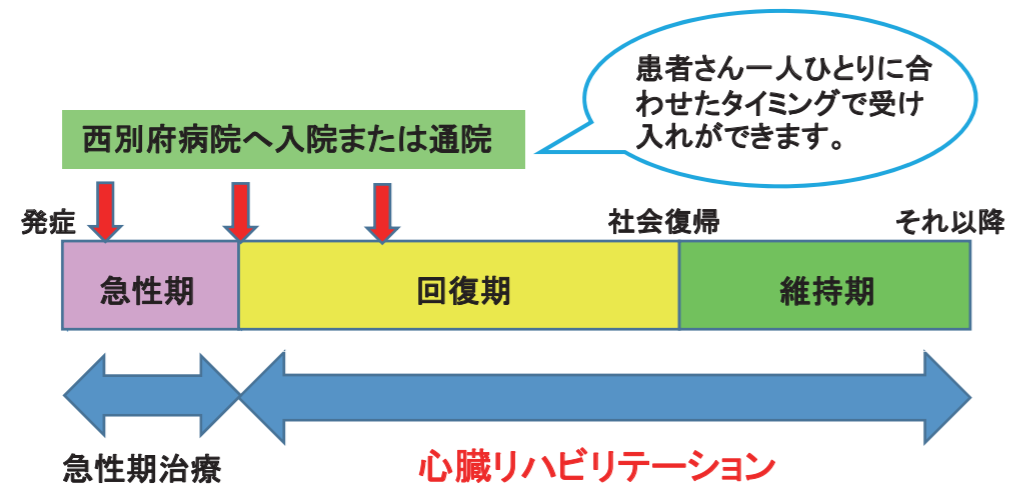 患者さん一人ひとりに合
わせたタイミングで受け
入れができます。
西別府病院へ入院または通院
発症
社会復帰
それ以降
急性期
回復期
維持期
急性期治療
心臓リハビリテーション